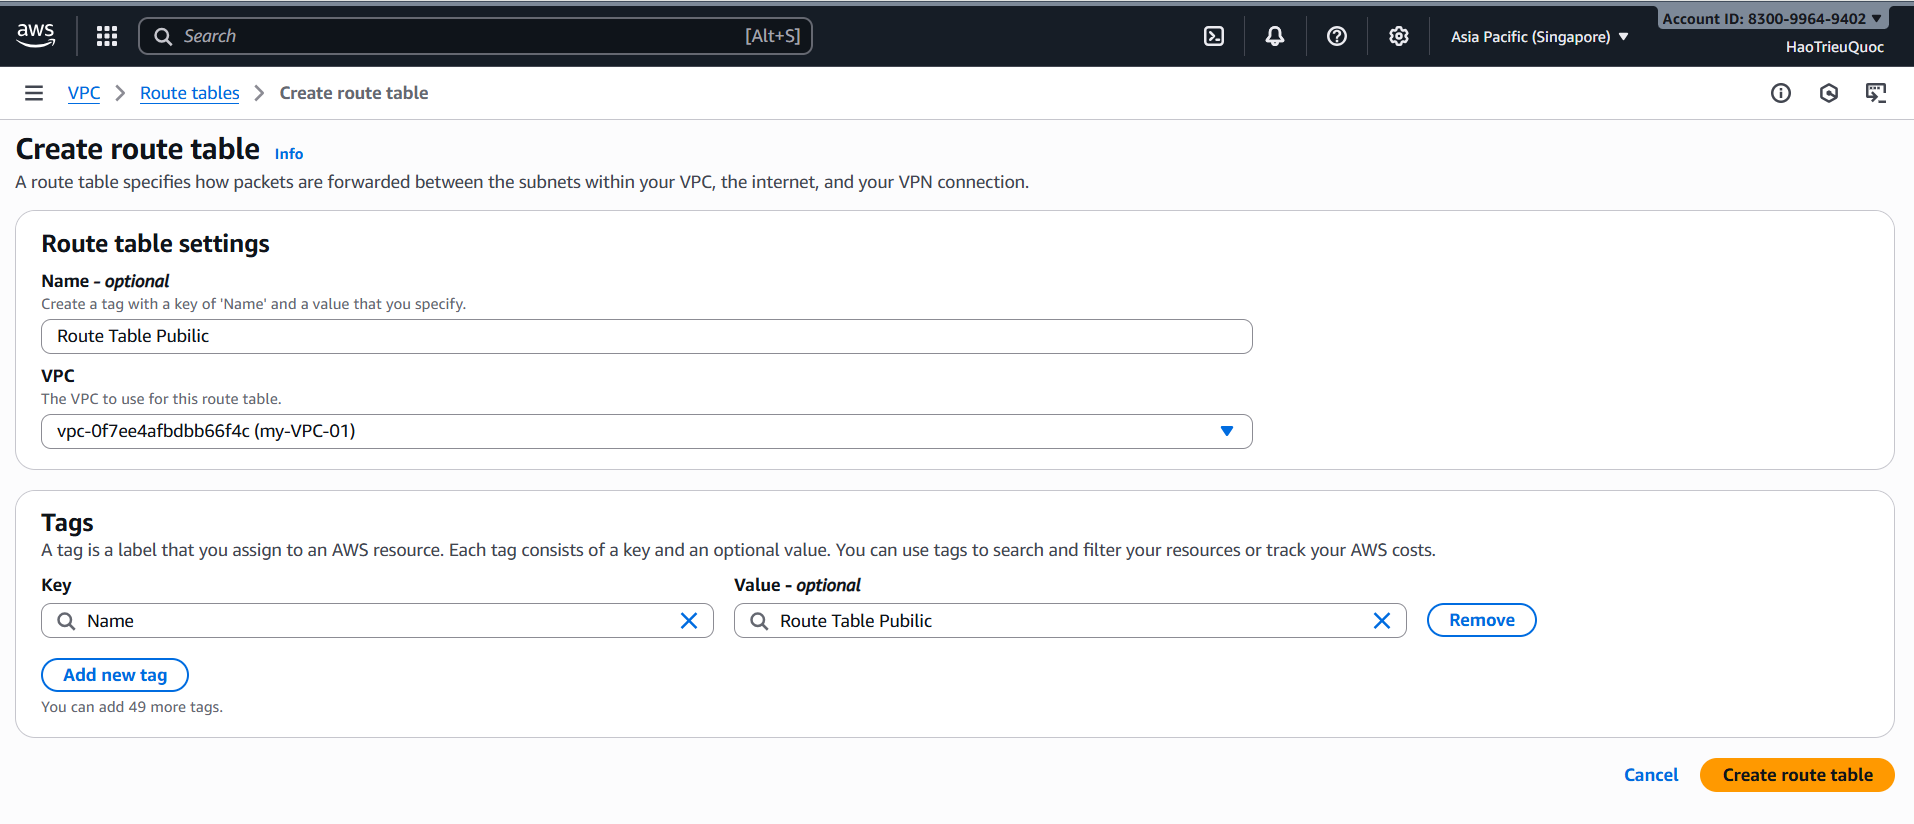 aws
Search
[Alt+S]
Asia Pacific (Singapore)
Account ID: 8300-9964-9402
HaoTrieuQuoc
VPC
Route tables
Create route table
Create route table
Info
A route table specifies how packets are forwarded between the subnets within your VPC, the internet, and your VPN connection.
Route table settings
Name - optional
Create a tag with a key of 'Name' and a value that you specify.
Route Table Pubilic
VPC
The VPC to use for this route table.
vpc-0f7ee4afbdbb66f4c (my-VPC-01)
Tags
A tag is a label that you assign to an AWS resource. Each tag consists of a key and an optional value. You can use tags to search and filter your resources or track your AWS costs.
Key
Value - optional
Name
Route Table Pubilic
Remove
Add new tag
You can add 49 more tags.
Cancel
Create route table